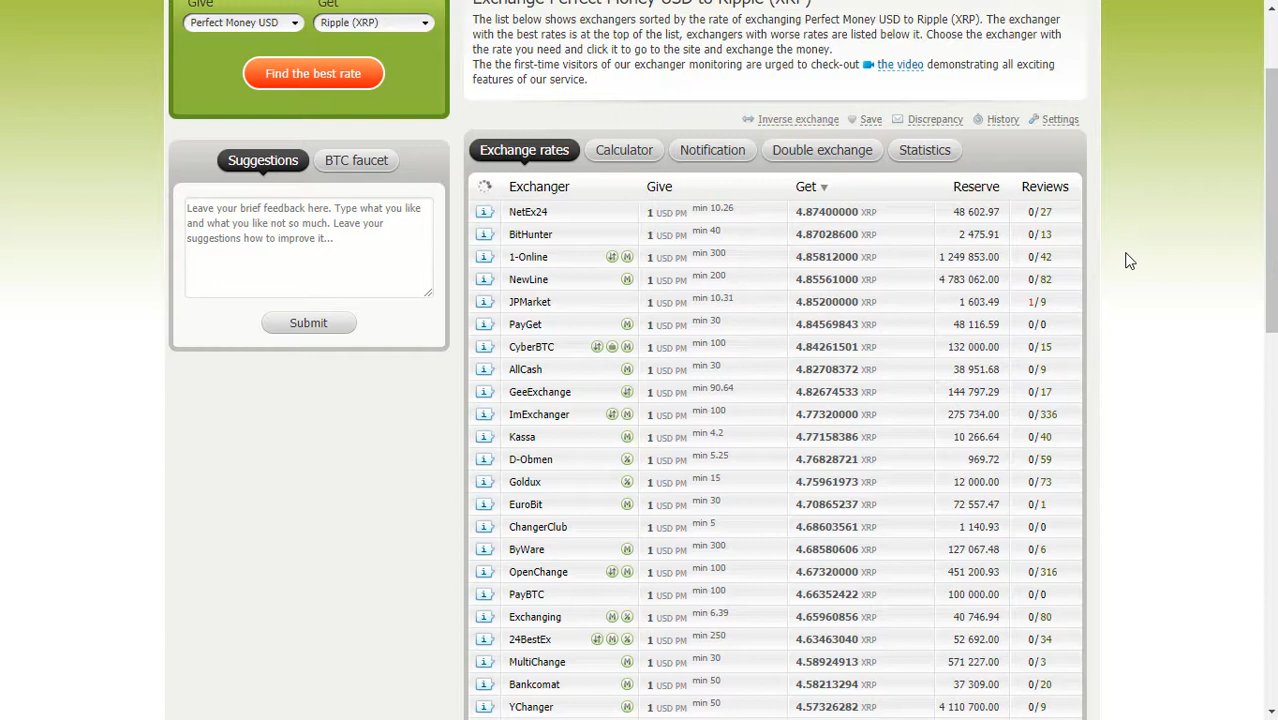 Give Get
Perfect Money USD Ripple (XRP)
Find the best rate
Exchange Perfect Money USD to Ripple (XRP)
The list below shows exchangers sorted by the rate of exchanging Perfect Money USD to Ripple (XRP). The exchanger
with the best rates is at the top of the list, exchangers with worse rates are listed below it. Choose the exchanger with
the rate you need and click it to go to the site and exchange the money.
The the first-time visitors of our exchanger monitoring are urged to check-out the video demonstrating all exciting
features of our service.
Inverse exchange Save Discrepancy History Settings
Suggestions BTC faucet
Leave your brief feedback here. Type what you like
and what you like not so much. Leave your
suggestions how to improve it...
Submit
Exchange rates Calculator Notification Double exchange Statistics
Exchanger Give Get ▼ Reserve Reviews
NetEx24 1 USD PM min 10.26 4.87400000 XRP 48 602.97 0/27
BitHunter 1 USD PM min 40 4.87028600 XRP 2 475.91 0/13
1-Online 1 USD PM min 300 4.85812000 XRP 1 249 853.00 0/42
NewLine 1 USD PM min 200 4.85561000 XRP 4 783 062.00 0/82
JPMarket 1 USD PM min 10.31 4.85200000 XRP 1 603.49 1/9
PayGet 1 USD PM min 30 4.84569843 XRP 48 116.59 0/0
CyberBTC 1 USD PM min 100 4.84261501 XRP 132 000.00 0/15
AllCash 1 USD PM min 30 4.82708372 XRP 38 951.68 0/9
GeeExchange 1 USD PM min 90.64 4.82674533 XRP 144 797.29 0/17
ImExchanger 1 USD PM min 100 4.77320000 XRP 275 734.00 0/336
Kassa 1 USD PM min 4.2 4.77158386 XRP 10 266.64 0/40
D-Obmen 1 USD PM min 5.25 4.76828721 XRP 969.72 0/59
Goldux 1 USD PM min 15 4.75961973 XRP 12 000.00 0/73
EuroBit 1 USD PM min 30 4.70865237 XRP 72 557.47 0/1
ChangerClub 1 USD PM min 5 4.68603561 XRP 1 140.93 0/0
ByWare 1 USD PM min 300 4.68580606 XRP 127 067.48 0/6
OpenChange 1 USD PM min 100 4.67320000 XRP 451 200.93 0/316
PayBTC 1 USD PM min 100 4.66352422 XRP 100 000.00 0/0
Exchanging 1 USD PM min 6.39 4.65960856 XRP 40 746.94 0/80
24BestEx 1 USD PM min 250 4.63463040 XRP 52 692.00 0/34
MultiChange 1 USD PM min 30 4.58924913 XRP 571 227.00 0/3
Bankcomat 1 USD PM min 50 4.58213294 XRP 37 309.00 0/20
YChanger 1 USD PM min 50 4.57326282 XRP 4 110 700.00 0/9